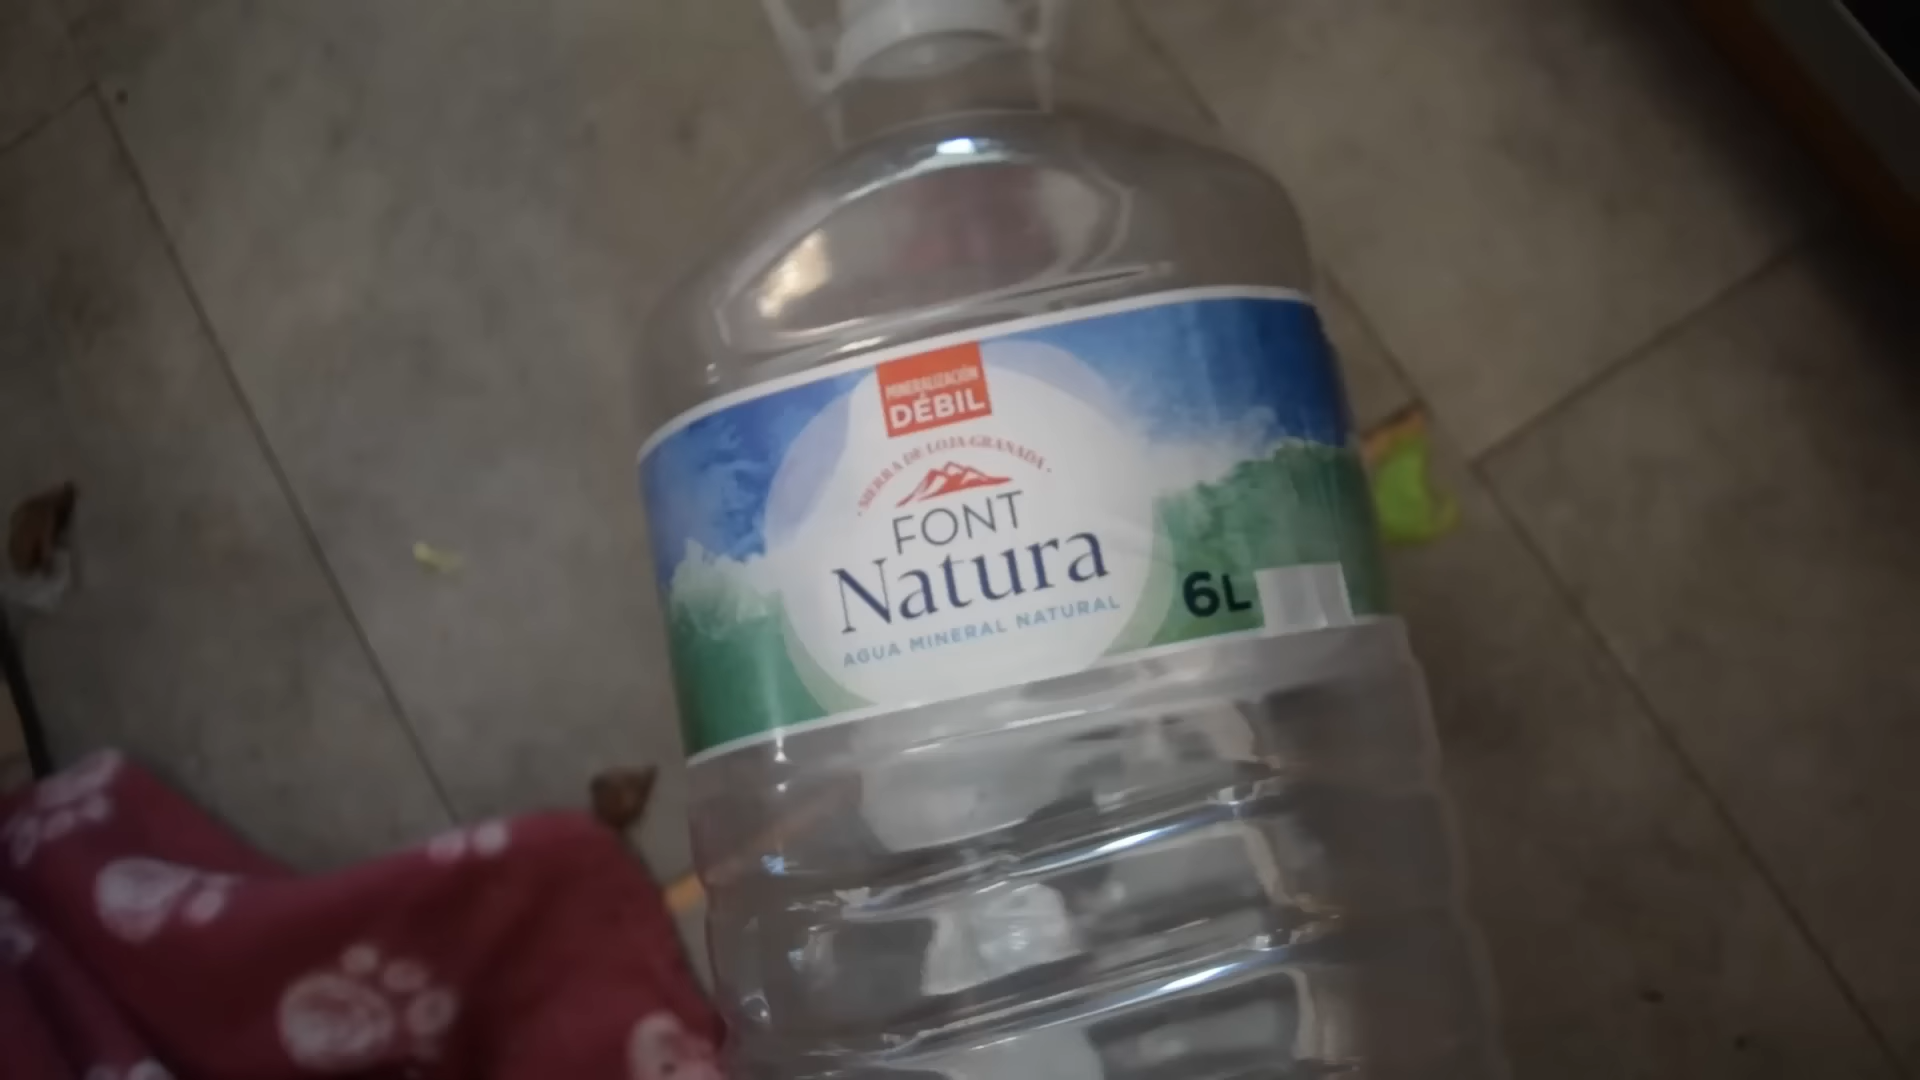 MINERALIZACIÓN
DÉBIL
· SIERRA DE LOJA-GRANADA ·
FONT
Natura
AGUA MINERAL NATURAL
6L